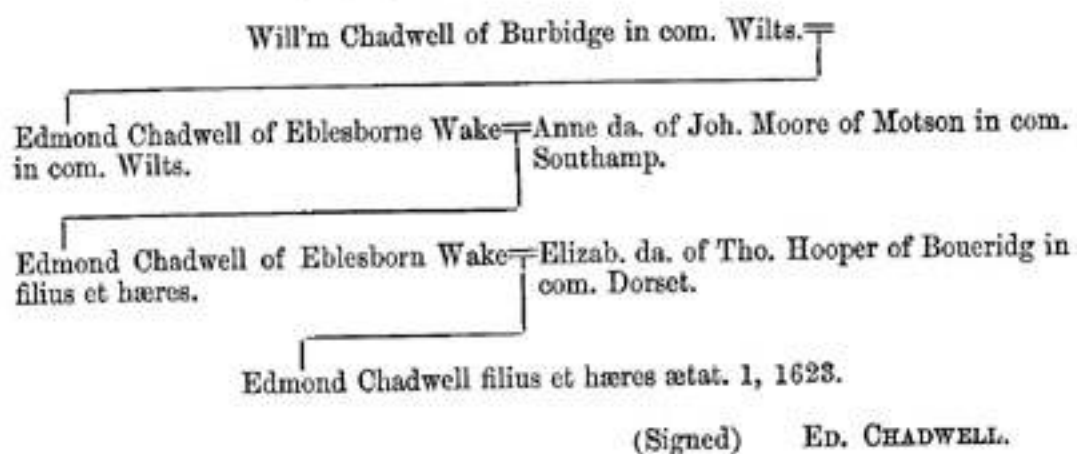 Will'm Chadwell of Burbidge in com. Wilts.
Edmond Chadwell of Eblesborne Wake
in com. Wilts.
Anne da. of Joh. Moore of Motson in com.
Southamp.
Edmond Chadwell of Eblesborn Wake
filius et hæres.
Elizab. da. of Tho. Hooper of Boueridg in
com. Dorset.
Edmond Chadwell filius et hæres ætat. 1, 1623.
(Signed) ED. CHADWELL.